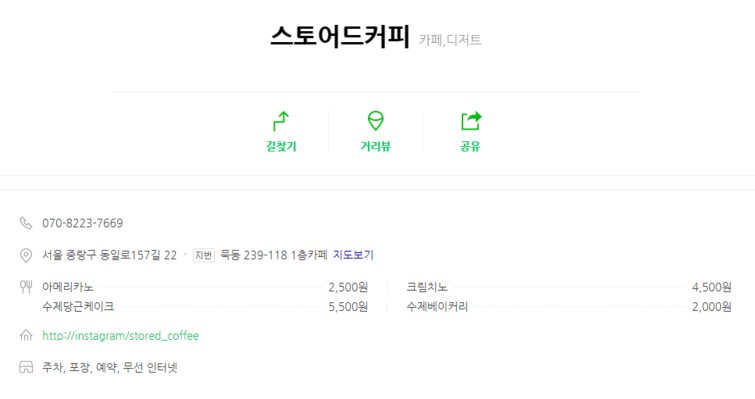 스토어드커피 카페,디저트
길찾기 거리뷰 공유
070-8223-7669
서울 중랑구 동일로157길 22 · 지번 묵동 239-118 1층카페 지도보기
아메리카노 2,500원 크림치노 4,500원
수제당근케이크 5,500원 수제베이커리 2,000원
http://instagram/stored_coffee
주차, 포장, 예약, 무선 인터넷